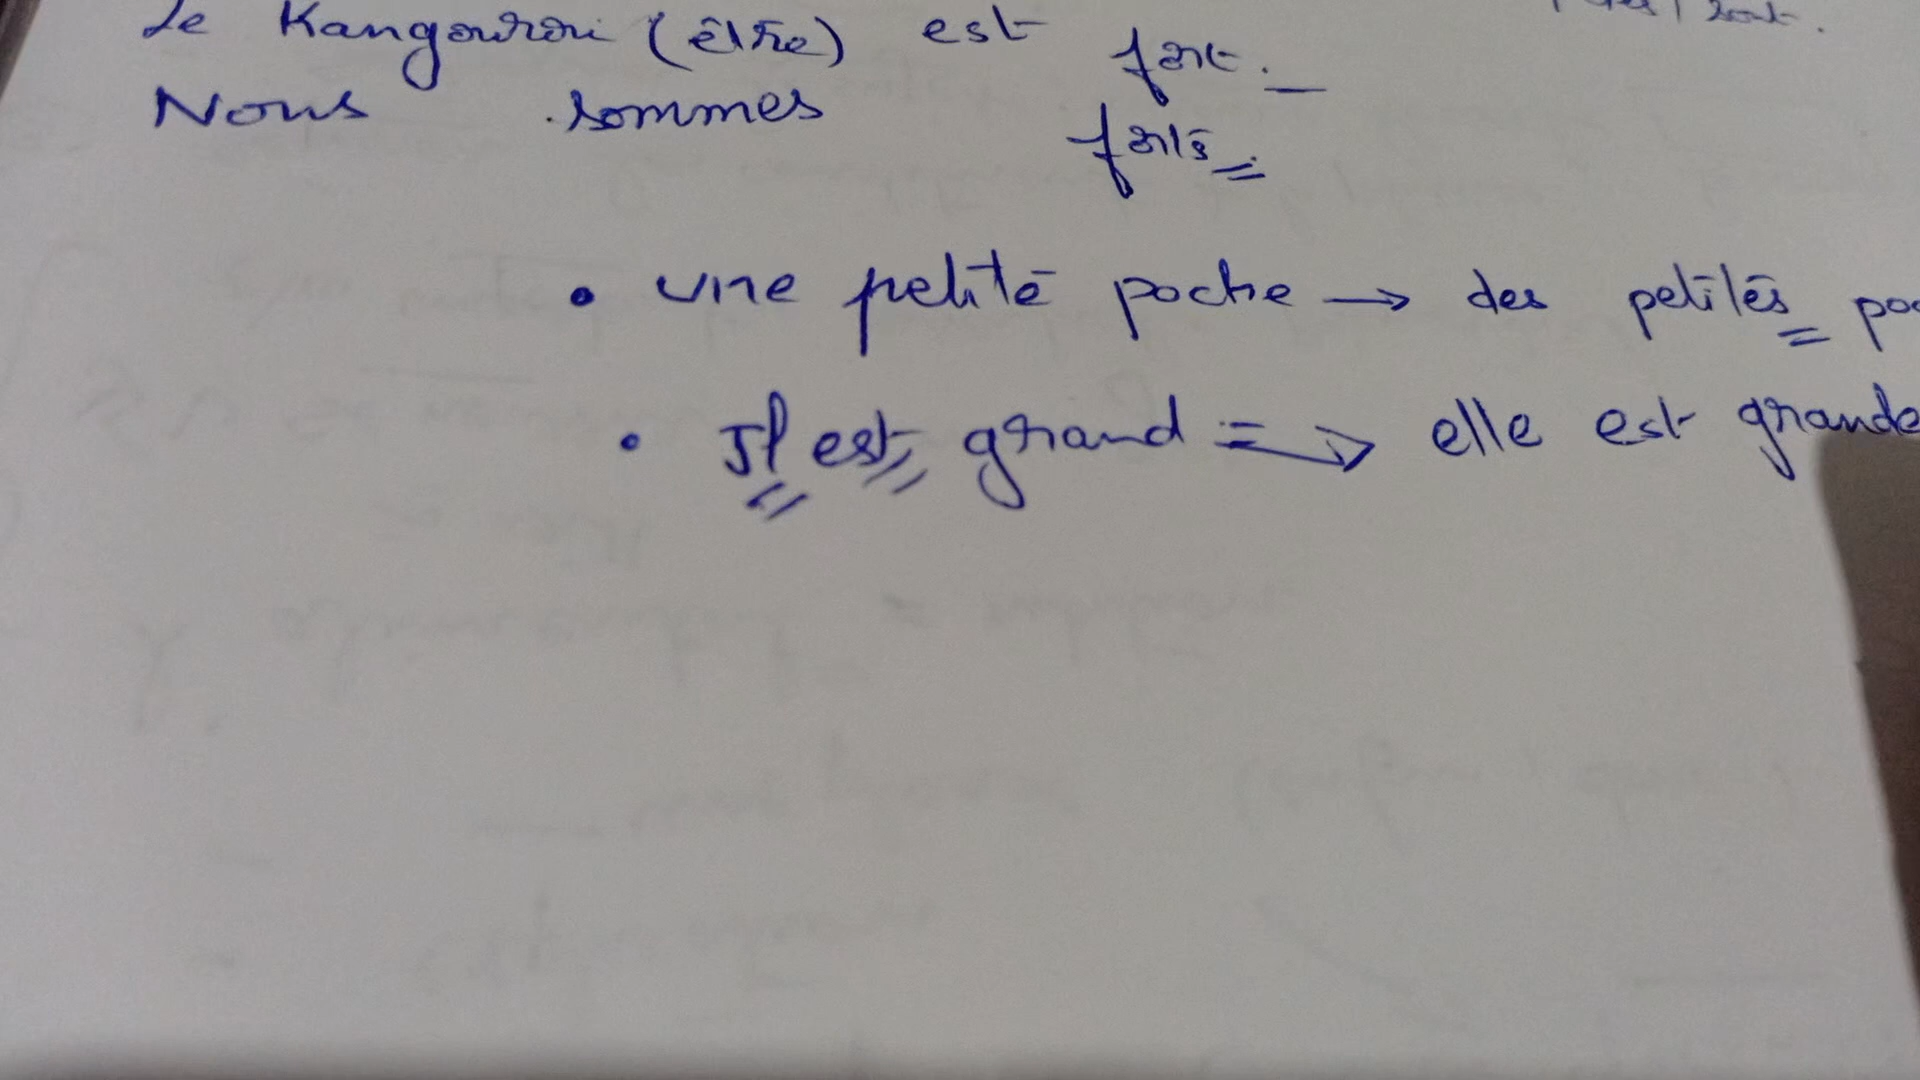 sont.
Le Kangourou (être) est fort.
Nous sommes forts.
• une petite poche → des petites
• Il est grand => elle est grande